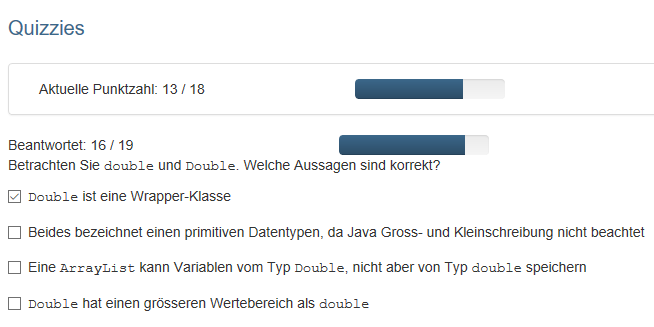 Quizzies
Aktuelle Punktzahl: 13 / 18
Beantwortet: 16 / 19
Betrachten Sie double und Double. Welche Aussagen sind korrekt?
Double ist eine Wrapper-Klasse
Beides bezeichnet einen primitiven Datentypen, da Java Gross- und Kleinschreibung nicht beachtet
Eine ArrayList kann Variablen vom Typ Double, nicht aber von Typ double speichern
Double hat einen grösseren Wertebereich als double